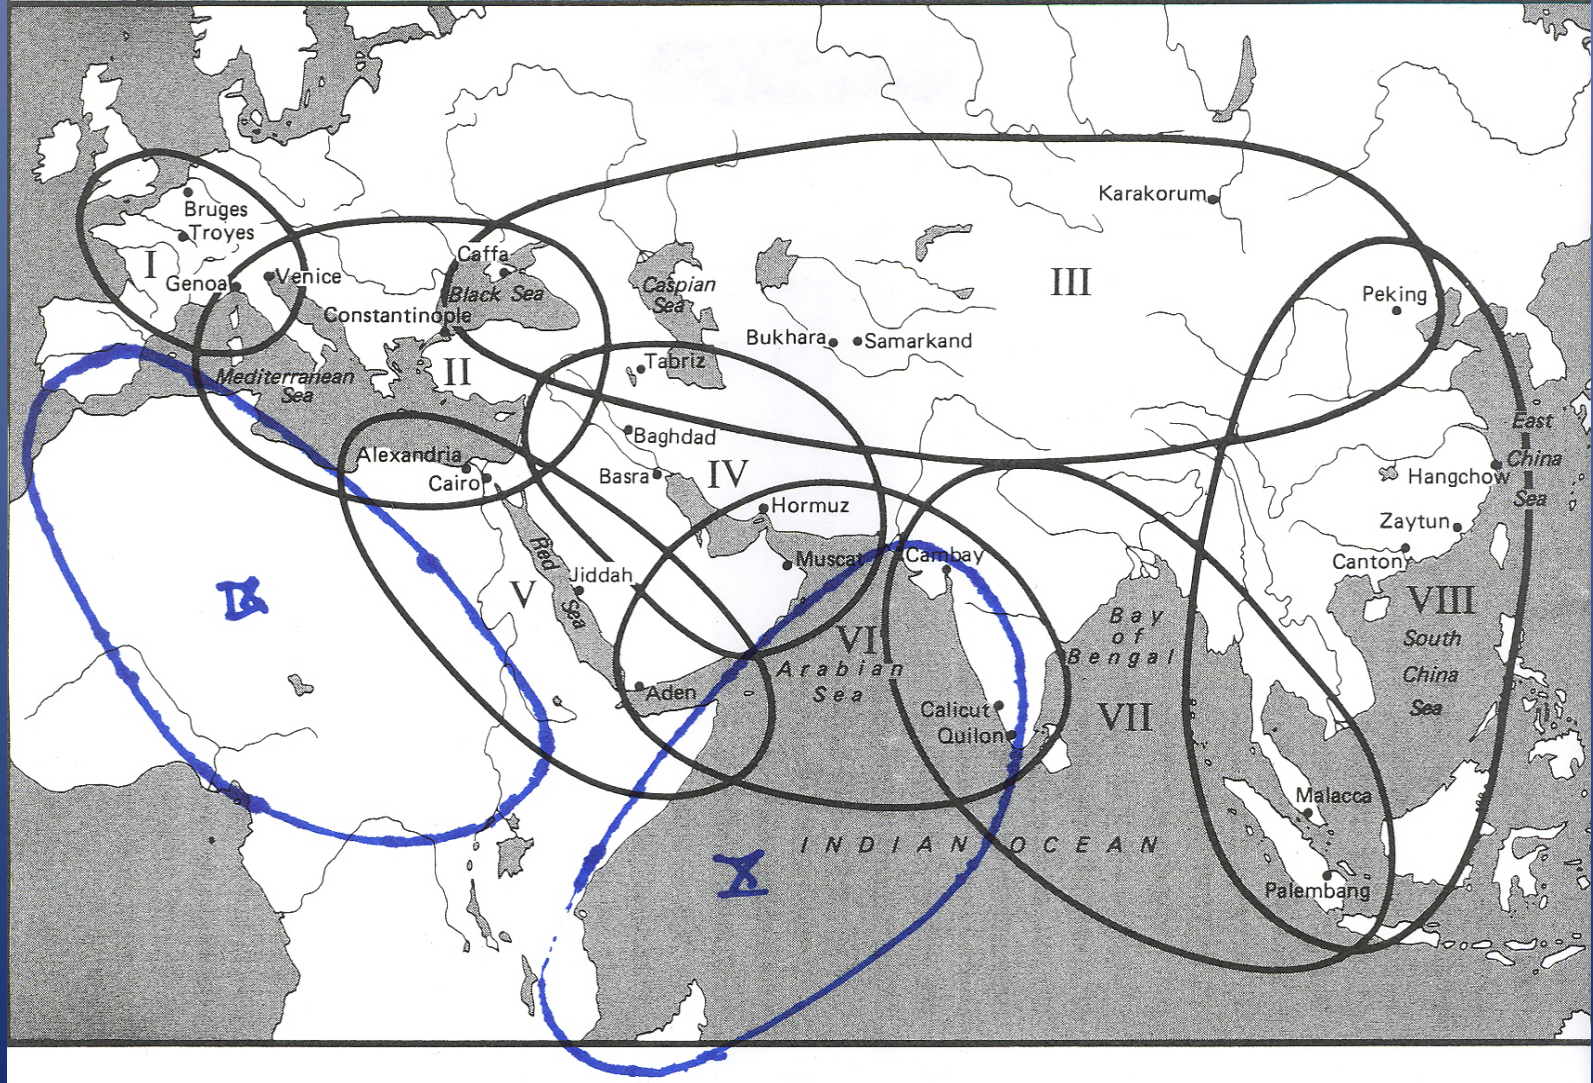 Karakorum
Bruges
Troyes
I
Genoa
Venice
Caffa
Black Sea
Constantinople
Caspian
Sea
III
Peking
Bukhara
Samarkand
II
Tabriz
Mediterranean
Sea
East
China
Sea
Alexandria
Cairo
Baghdad
Basra
IV
Hormuz
Hangchow
Zaytun
Canton
Red
Sea
Jiddah
V
Muscat
Cambay
IX
VI
Arabian
Sea
Bay
of
Bengal
VIII
South
China
Sea
Aden
Calicut
Quilon
VII
Malacca
INDIAN OCEAN
X
Palembang